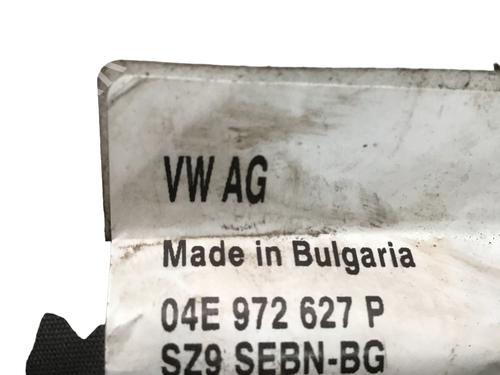 VW AG
Made in Bulgaria
04E 972 627 P
SZ9 SEBN-BG